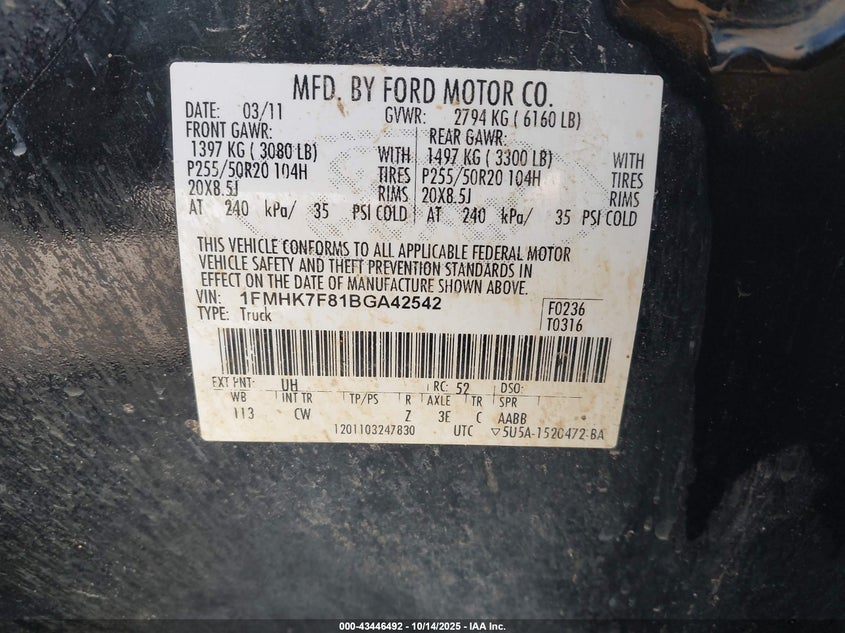 MFD. BY FORD MOTOR CO.
DATE: 03/11 GVWR: 2794 KG ( 6160 LB)
FRONT GAWR: REAR GAWR:
1397 KG ( 3080 LB) WITH 1497 KG ( 3300 LB) WITH
P255/50R20 104H TIRES P255/50R20 104H TIRES
20X8.5J RIMS 20X8.5J RIMS
AT 240 kPa/ 35 PSI COLD AT 240 kPa/ 35 PSI COLD
THIS VEHICLE CONFORMS TO ALL APPLICABLE FEDERAL MOTOR
VEHICLE SAFETY AND THEFT PREVENTION STANDARDS IN
EFFECT ON THE DATE OF MANUFACTURE SHOWN ABOVE.
VIN: 1FMHK7F81BGA42542 F0236
TYPE: Truck T0316
EXT PNT: UH RC: 52 DSO:
WB INT TR TP/PS R AXLE TR SPR
113 CW Z 3E C AABB
1201103247830 UTC ▽5U5A-1520472-BA
000-43446492 - 10/14/2025 - IAA Inc.